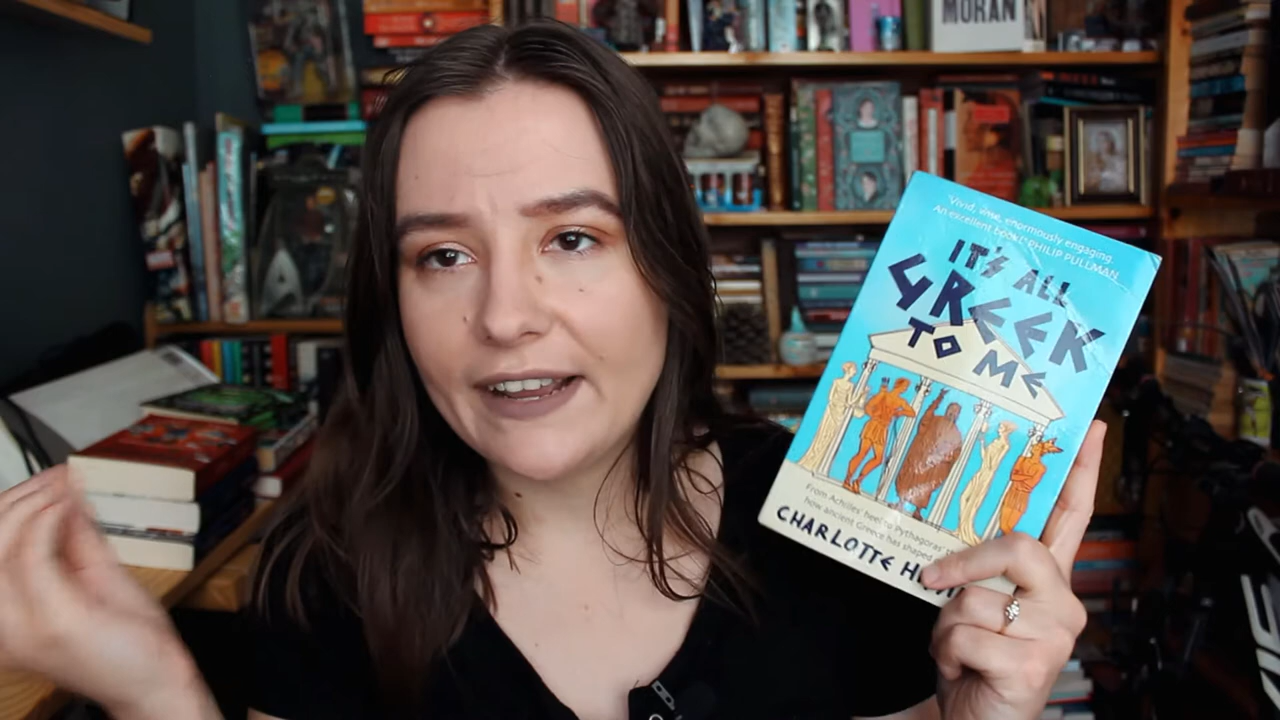 MORAN
'Vivid, wise, enormously engaging.
An excellent book!' PHILIP PULLMAN
IT'S ALL
GREEK
TO ME
From Achilles' heel to Pythagoras'
how ancient Greece has shaped
CHARLOTTE